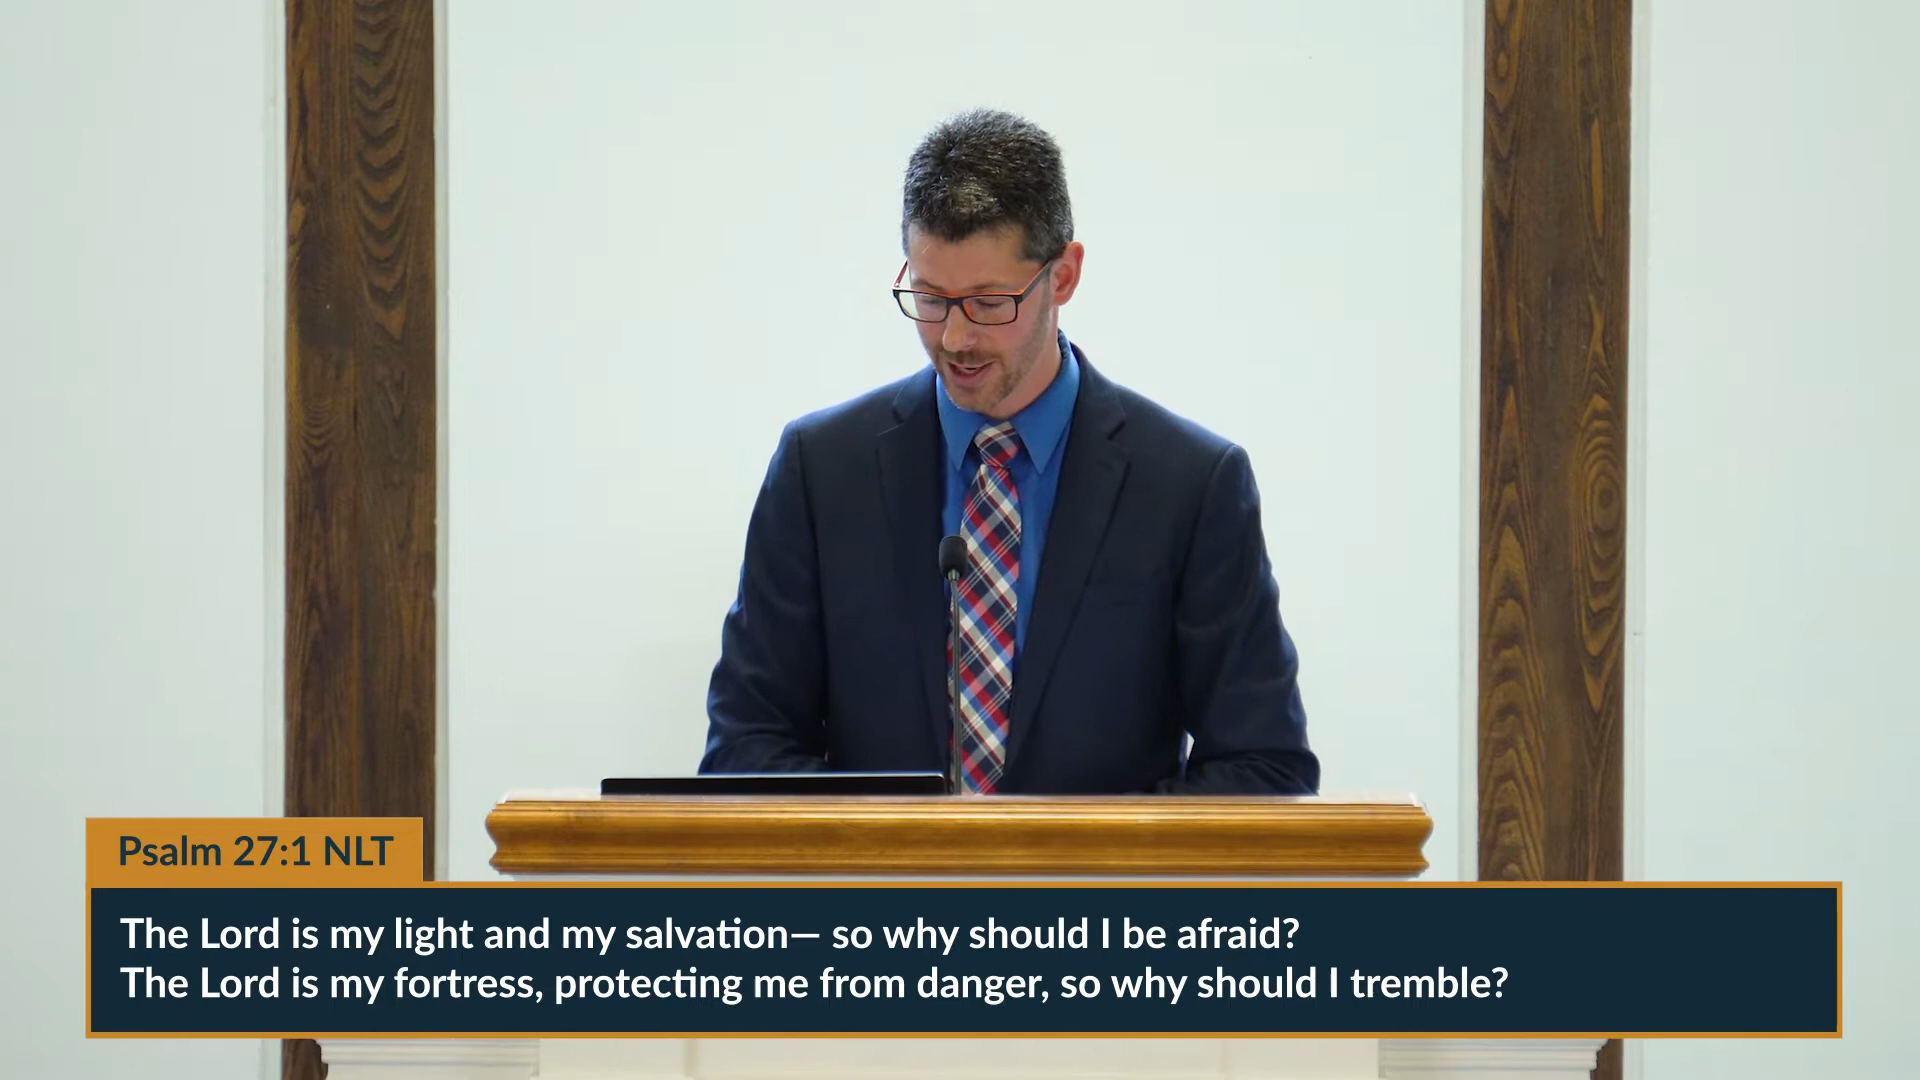 Psalm 27:1 NLT
The Lord is my light and my salvation— so why should I be afraid?
The Lord is my fortress, protecting me from danger, so why should I tremble?